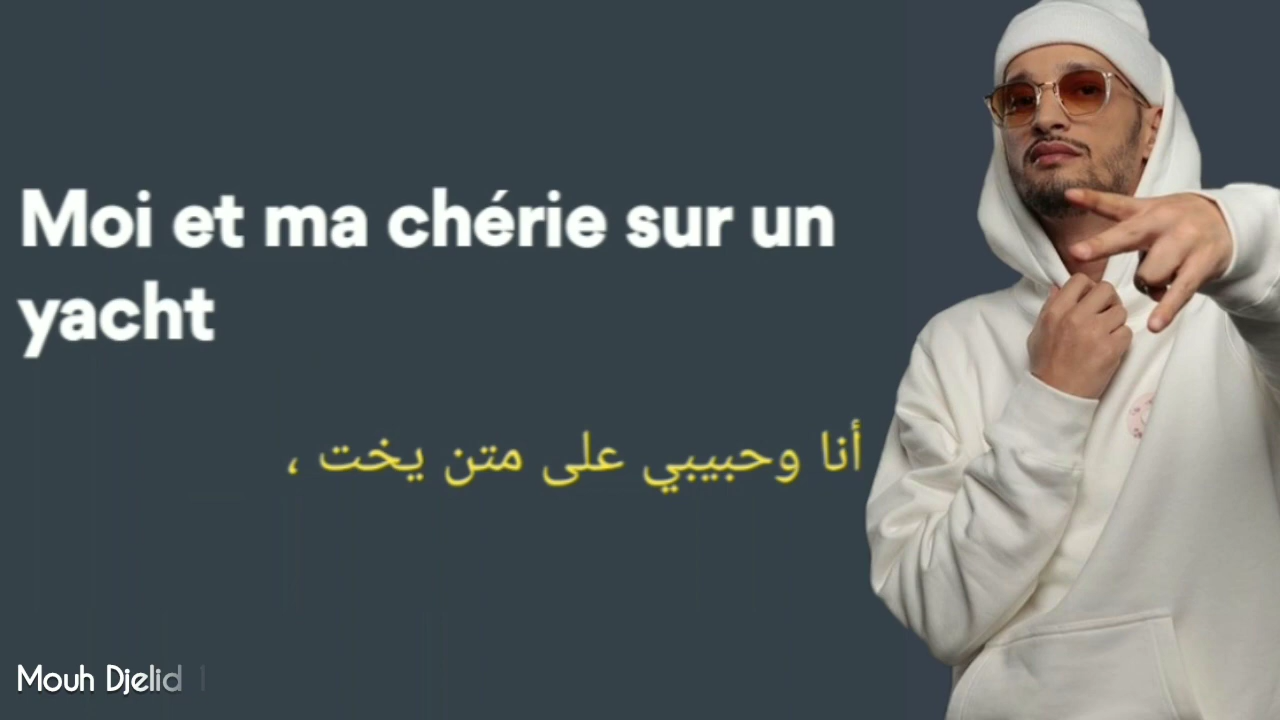 Moi et ma chérie sur un
yacht
أنا وحبيبي على متن يخت ،
Mouh Djelid